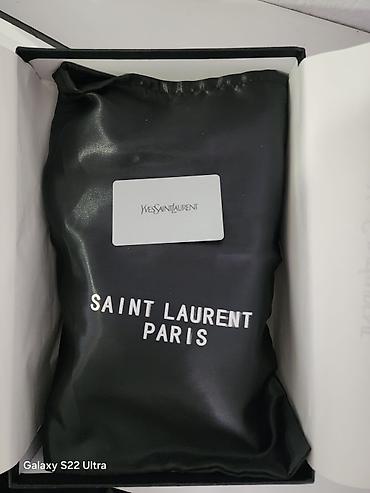 YVESSAINTLAURENT
SAINT LAURENT
PARIS
Galaxy S22 Ultra